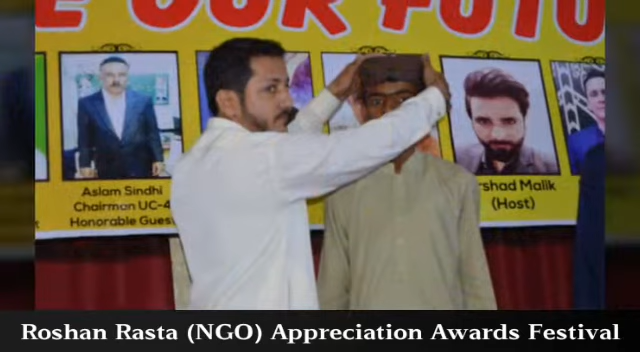 E OUR FUTU
Aslam Sindhi
Chairman UC-4
Honorable Guest
rshad Malik
(Host)
Roshan Rasta (NGO) Appreciation Awards Festival